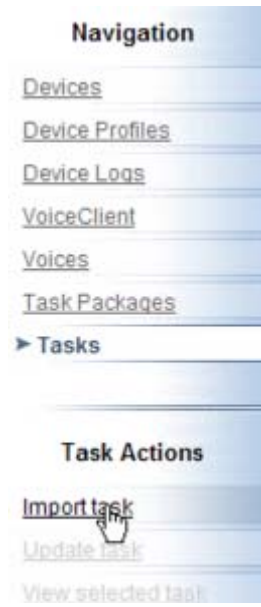 Navigation
Devices
Device Profiles
Device Logs
VoiceClient
Voices
Task Packages
Tasks
Task Actions
Import task
Update task
View selected task